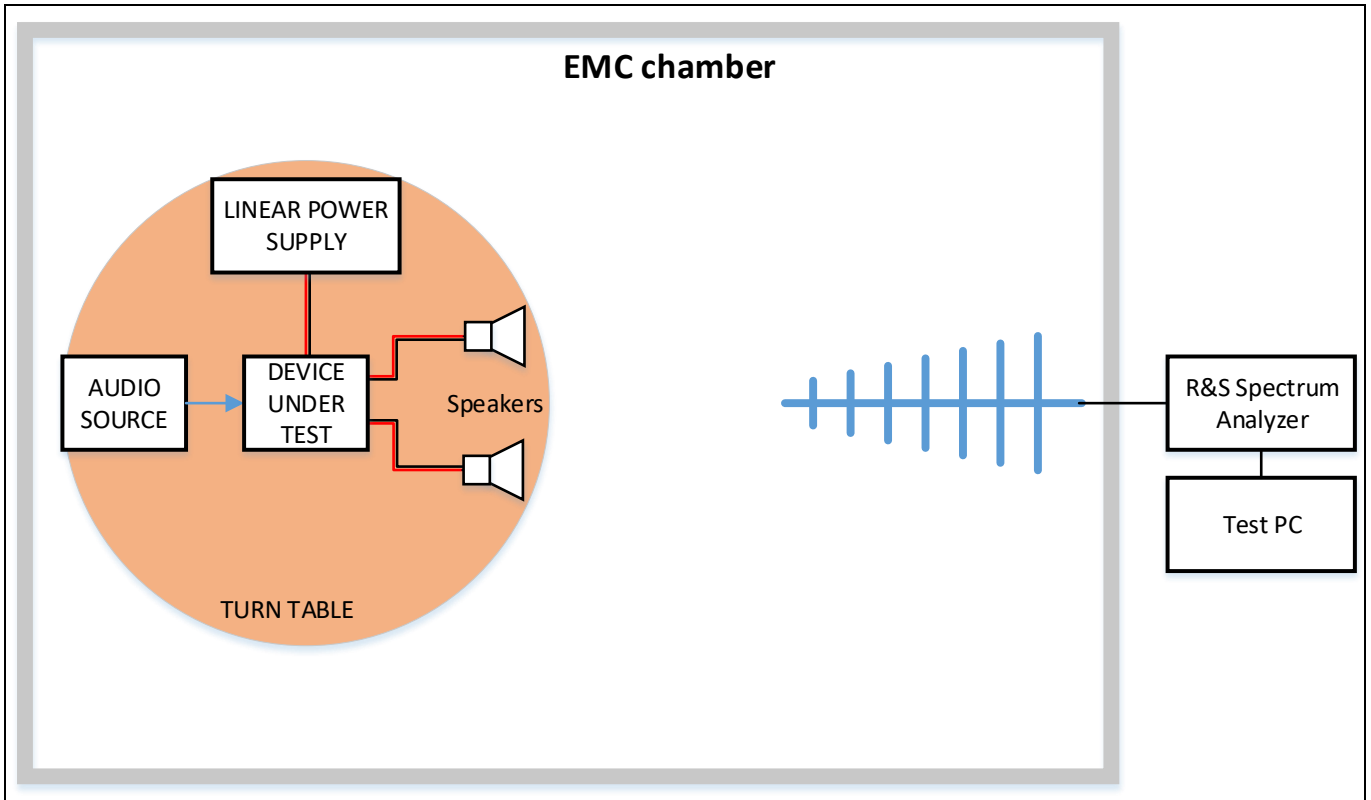 EMC chamber
LINEAR POWER
SUPPLY
AUDIO
SOURCE
DEVICE
UNDER
TEST
Speakers
TURN TABLE
R&S Spectrum
Analyzer
Test PC